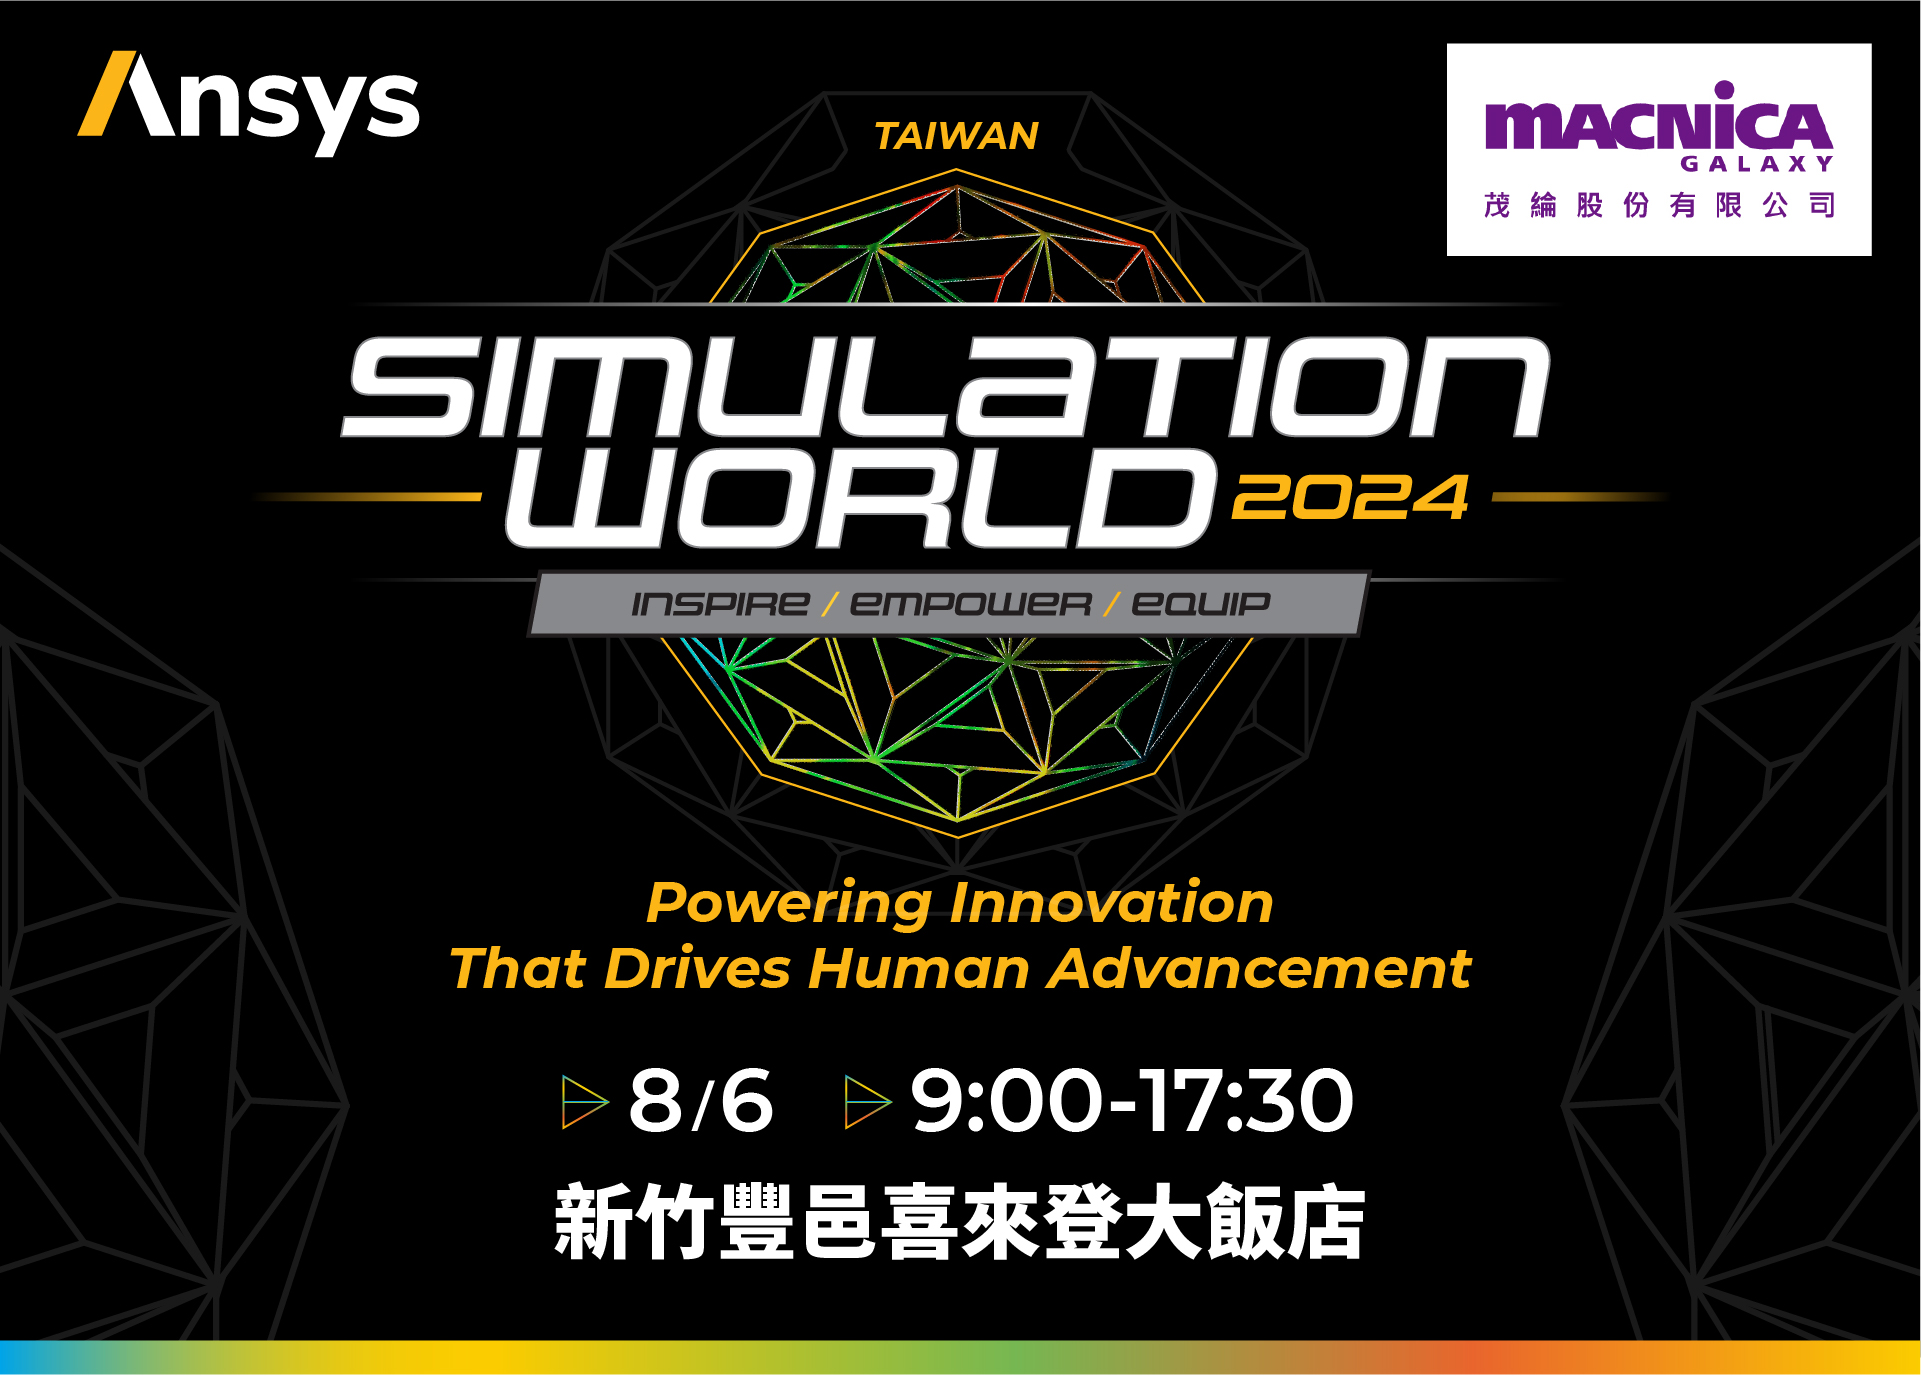 Ansys
MACNICA
GALAXY
茂綸股份有限公司
TAIWAN
SIMULATION
WORLD 2024
INSPIRE / EMPOWER / EQUIP
Powering Innovation
That Drives Human Advancement
8/6 9:00-17:30
新竹豐邑喜來登大飯店